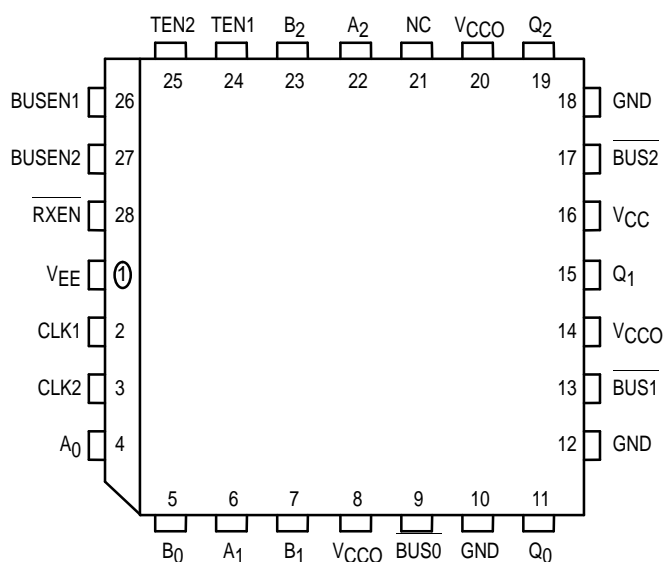 TEN2 TEN1 B2 A2 NC VCCO Q2
25 24 23 22 21 20 19
BUSEN1 26 18 GND
BUSEN2 27 17 BUS2
RXEN 28 16 VCC
VEE 1 15 Q1
CLK1 2 14 VCCO
CLK2 3 13 BUS1
A0 4 12 GND
5 6 7 8 9 10 11
B0 A1 B1 VCCO BUS0 GND Q0